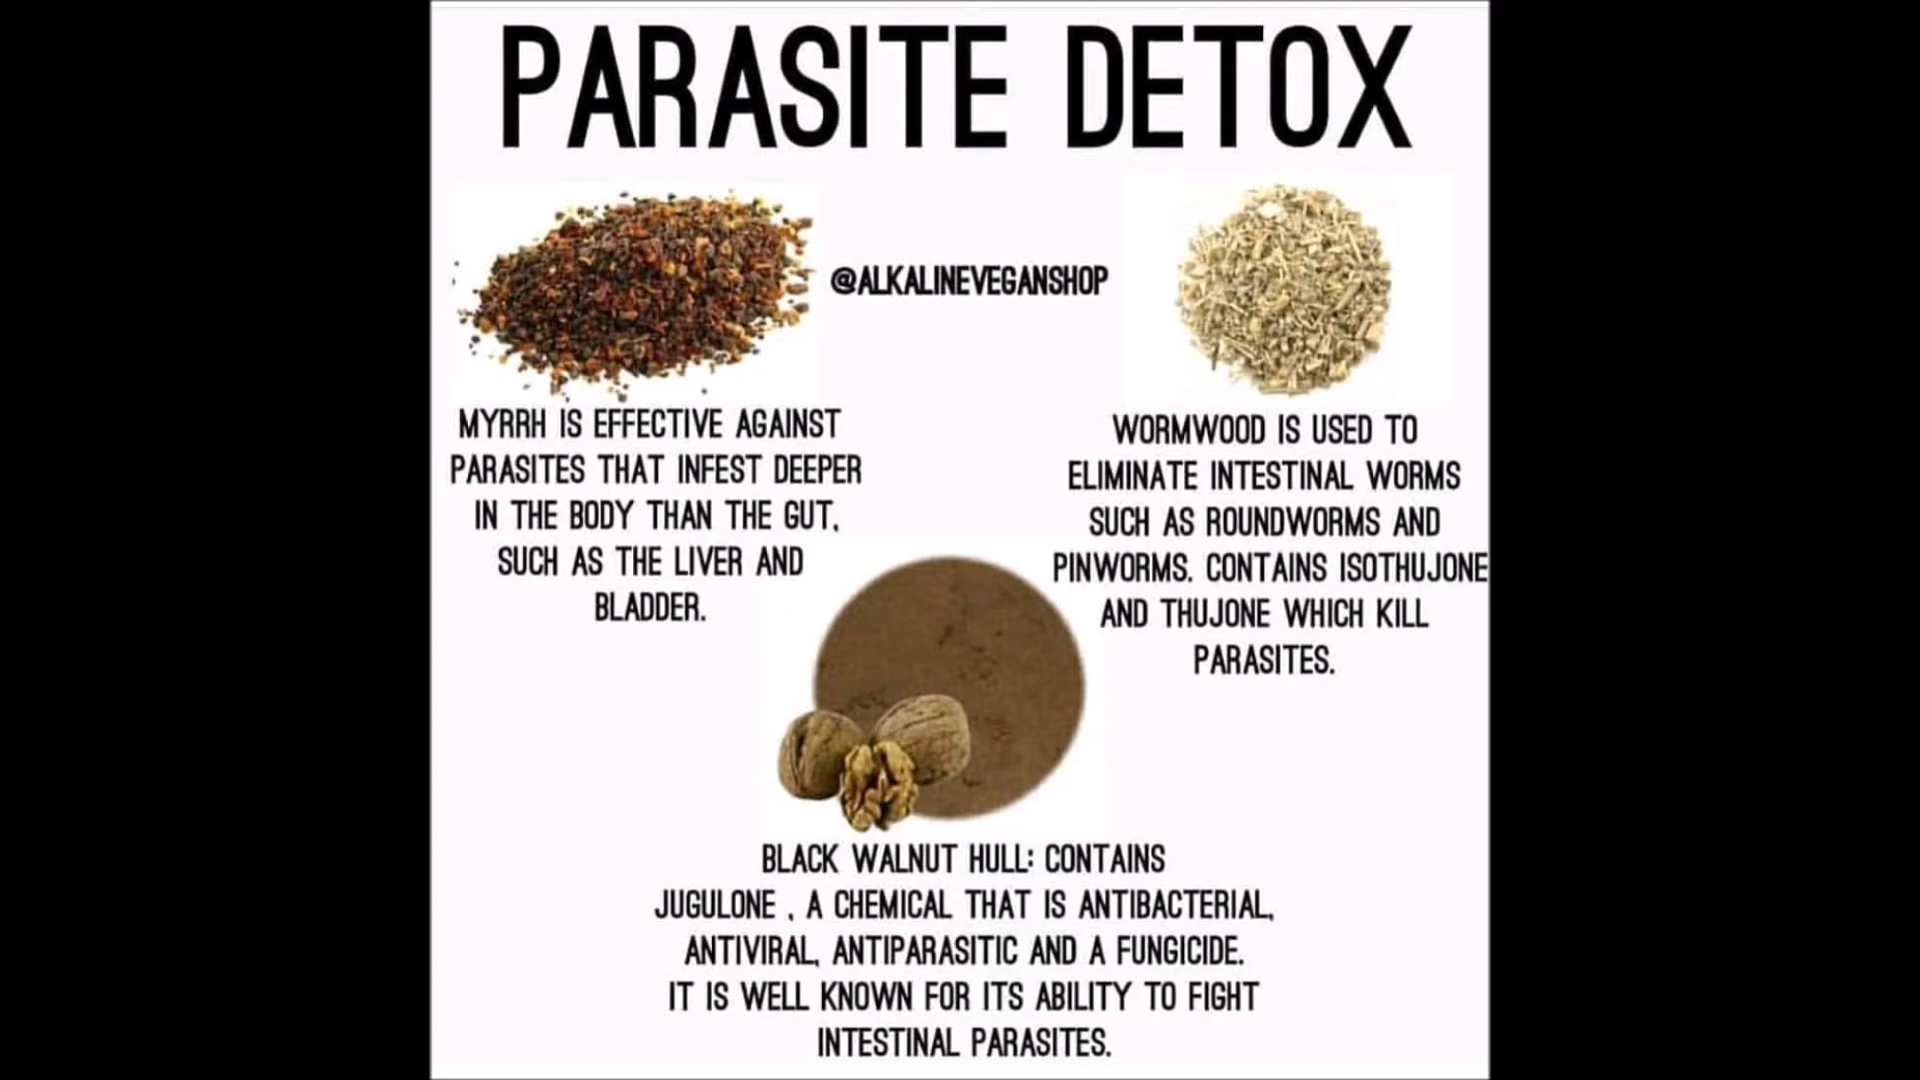 PARASITE DETOX
@ALKALINEVEGANSHOP
MYRRH IS EFFECTIVE AGAINST
PARASITES THAT INFEST DEEPER
IN THE BODY THAN THE GUT,
SUCH AS THE LIVER AND
BLADDER.
WORMWOOD IS USED TO
ELIMINATE INTESTINAL WORMS
SUCH AS ROUNDWORMS AND
PINWORMS. CONTAINS ISOTHUJONE
AND THUJONE WHICH KILL
PARASITES.
BLACK WALNUT HULL: CONTAINS
JUGULONE , A CHEMICAL THAT IS ANTIBACTERIAL,
ANTIVIRAL, ANTIPARASITIC AND A FUNGICIDE.
IT IS WELL KNOWN FOR ITS ABILITY TO FIGHT
INTESTINAL PARASITES.